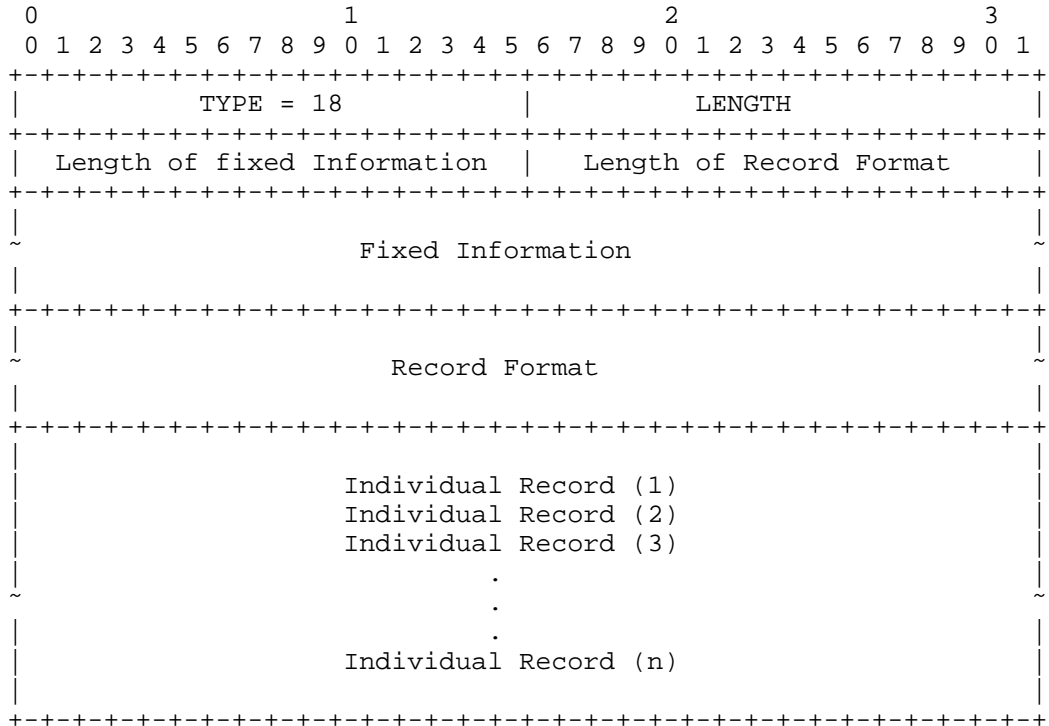 0                   1                   2                   3
 0 1 2 3 4 5 6 7 8 9 0 1 2 3 4 5 6 7 8 9 0 1 2 3 4 5 6 7 8 9 0 1
+-+-+-+-+-+-+-+-+-+-+-+-+-+-+-+-+-+-+-+-+-+-+-+-+-+-+-+-+-+-+-+-+
|           TYPE = 18           |          LENGTH               |
+-+-+-+-+-+-+-+-+-+-+-+-+-+-+-+-+-+-+-+-+-+-+-+-+-+-+-+-+-+-+-+-+
|  Length of fixed Information  |   Length of Record Format     |
+-+-+-+-+-+-+-+-+-+-+-+-+-+-+-+-+-+-+-+-+-+-+-+-+-+-+-+-+-+-+-+-+
|                                                               |
~                     Fixed Information                         ~
|                                                               |
+-+-+-+-+-+-+-+-+-+-+-+-+-+-+-+-+-+-+-+-+-+-+-+-+-+-+-+-+-+-+-+-+
|                                                               |
~                       Record Format                           ~
|                                                               |
+-+-+-+-+-+-+-+-+-+-+-+-+-+-+-+-+-+-+-+-+-+-+-+-+-+-+-+-+-+-+-+-+
|                                                               |
|                    Individual Record (1)                      |
|                    Individual Record (2)                      |
|                    Individual Record (3)                      |
|                             .                                 |
~                             .                                 ~
|                             .                                 |
|                    Individual Record (n)                      |
|                                                               |
+-+-+-+-+-+-+-+-+-+-+-+-+-+-+-+-+-+-+-+-+-+-+-+-+-+-+-+-+-+-+-+-+